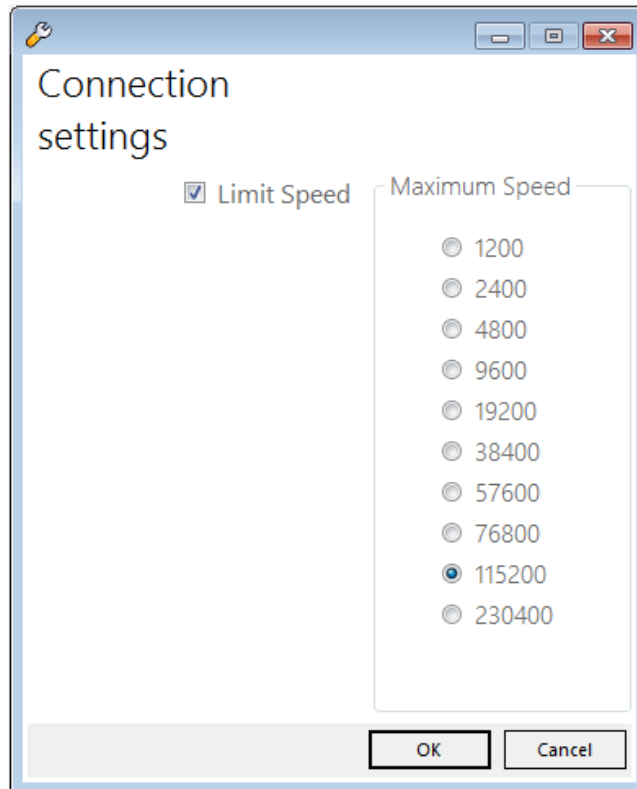 Connection
settings
Limit Speed
Maximum Speed
1200
2400
4800
9600
19200
38400
57600
76800
115200
230400
OK Cancel